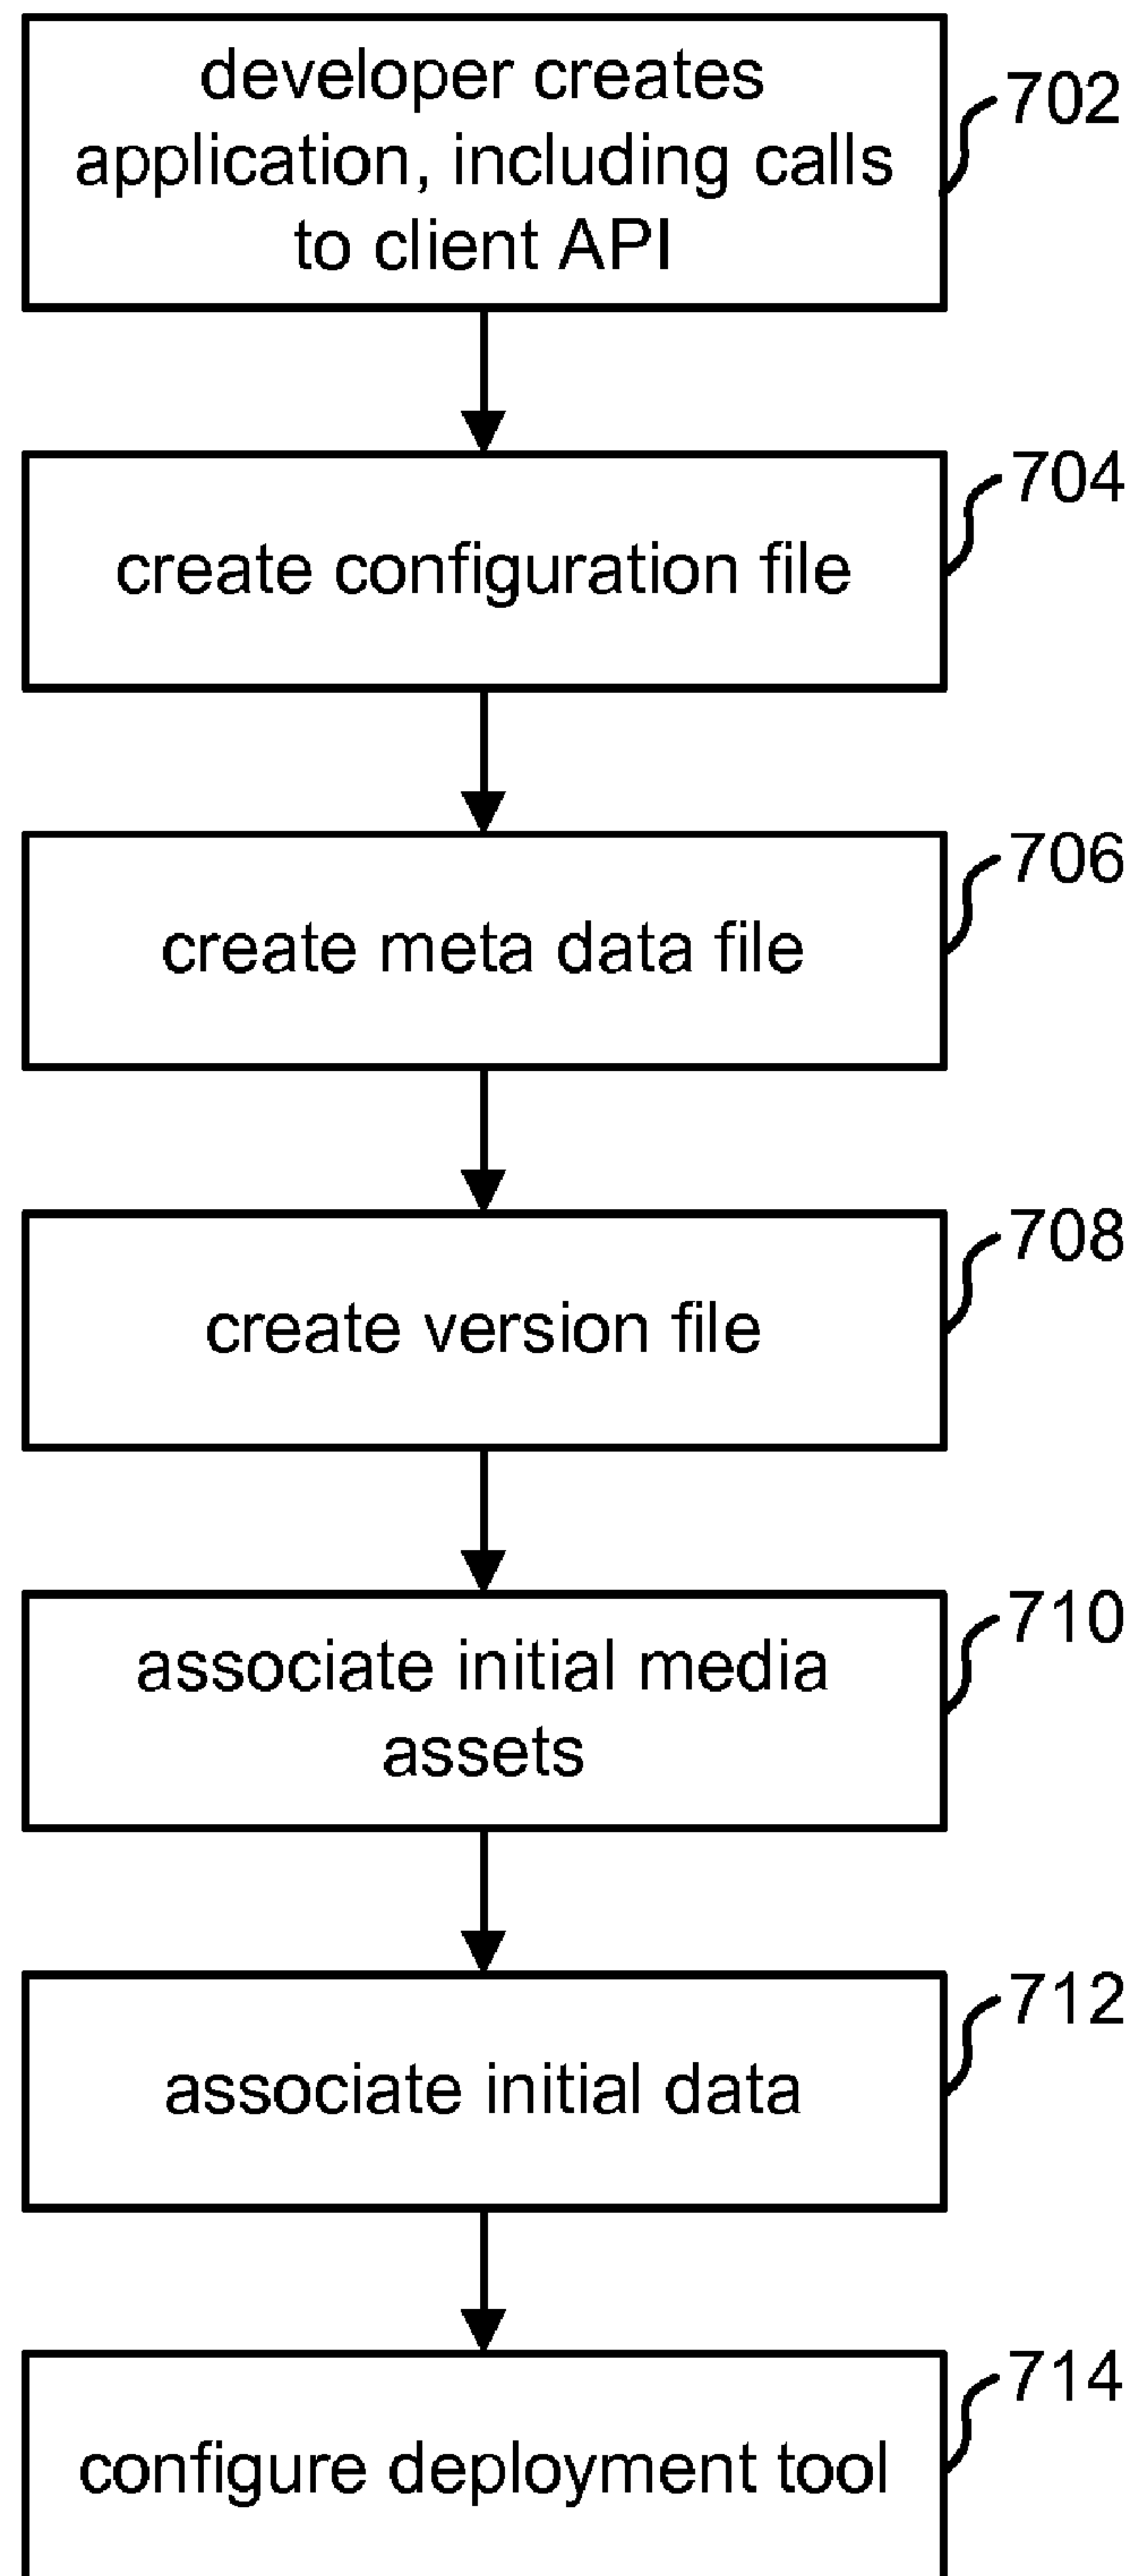 developer creates
application, including calls
to client API
702
create configuration file
704
create meta data file
706
create version file
708
associate initial media
assets
710
associate initial data
712
configure deployment tool
714